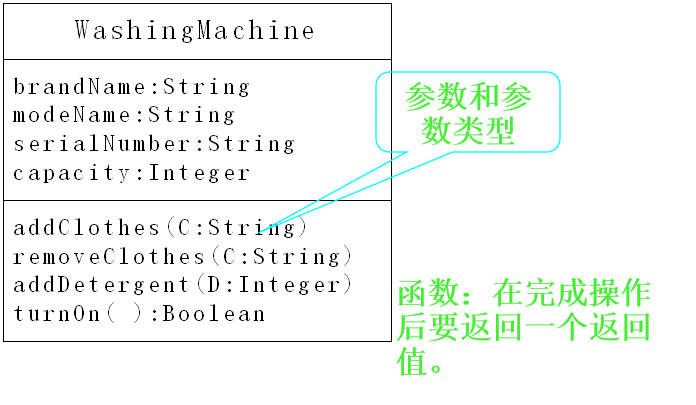 WashingMachine
brandName:String
modeName:String
serialNumber:String
capacity:Integer
addClothes(C:String)
removeClothes(C:String)
addDetergent(D:Integer)
turnOn( ):Boolean
参数和参
数类型
函数：在完成操作
后要返回一个返回
值。